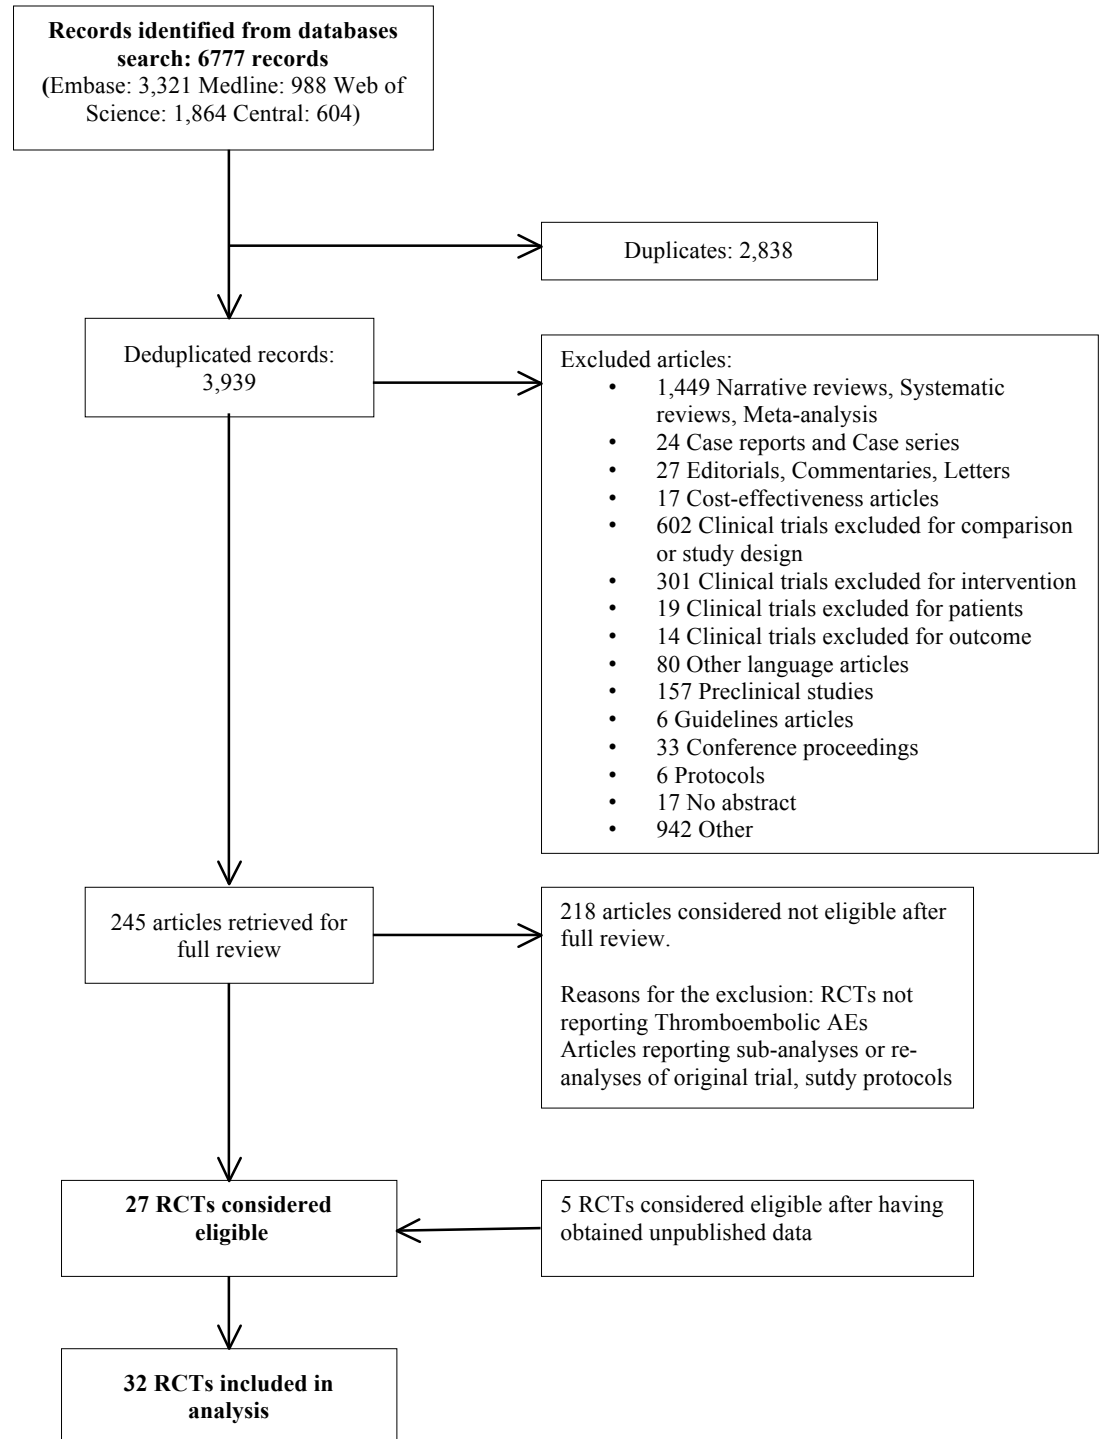 Records identified from databases
search: 6777 records
(Embase: 3,321 Medline: 988 Web of
Science: 1,864 Central: 604)
Duplicates: 2,838
Deduplicated records:
3,939
Excluded articles:
• 1,449 Narrative reviews, Systematic
reviews, Meta-analysis
• 24 Case reports and Case series
• 27 Editorials, Commentaries, Letters
• 17 Cost-effectiveness articles
• 602 Clinical trials excluded for comparison
or study design
• 301 Clinical trials excluded for intervention
• 19 Clinical trials excluded for patients
• 14 Clinical trials excluded for outcome
• 80 Other language articles
• 157 Preclinical studies
• 6 Guidelines articles
• 33 Conference proceedings
• 6 Protocols
• 17 No abstract
• 942 Other
245 articles retrieved for
full review
218 articles considered not eligible after
full review.
Reasons for the exclusion: RCTs not
reporting Thromboembolic AEs
Articles reporting sub-analyses or re-
analyses of original trial, sutdy protocols
27 RCTs considered
eligible
5 RCTs considered eligible after having
obtained unpublished data
32 RCTs included in
analysis